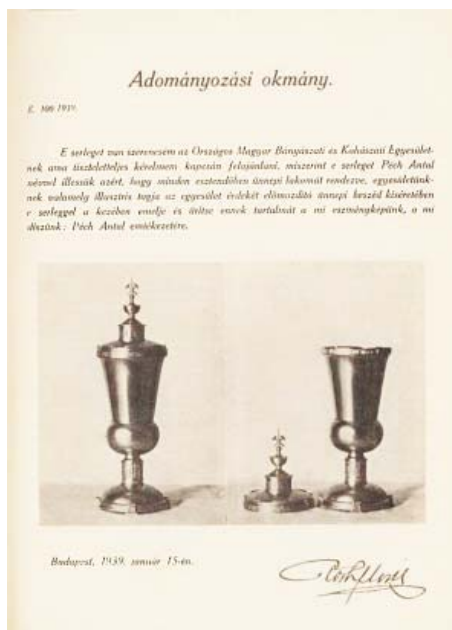 Adományozási okmány.
E. 100/1939.
E serleget van szerencsém az Országos Magyar Bányászati és Kohászati Egyesület-
nek ama tiszteletteljes kérelmem kapcsán felajánlani, miszerint e serleget Péch Antal
névvel illessék azért, hogy minden esztendőben ünnepi lakomát rendezve, egyesületünk-
nek valamely illusztris tagja az egyesület érdekét előmozdító ünnepi beszéd kíséretében
e serleggel a kezében emelje és ürítse ennek tartalmát a mi eszményképünk, a mi
díszünk: Péch Antal emlékezetére.
Budapest, 1939. január 15-én.